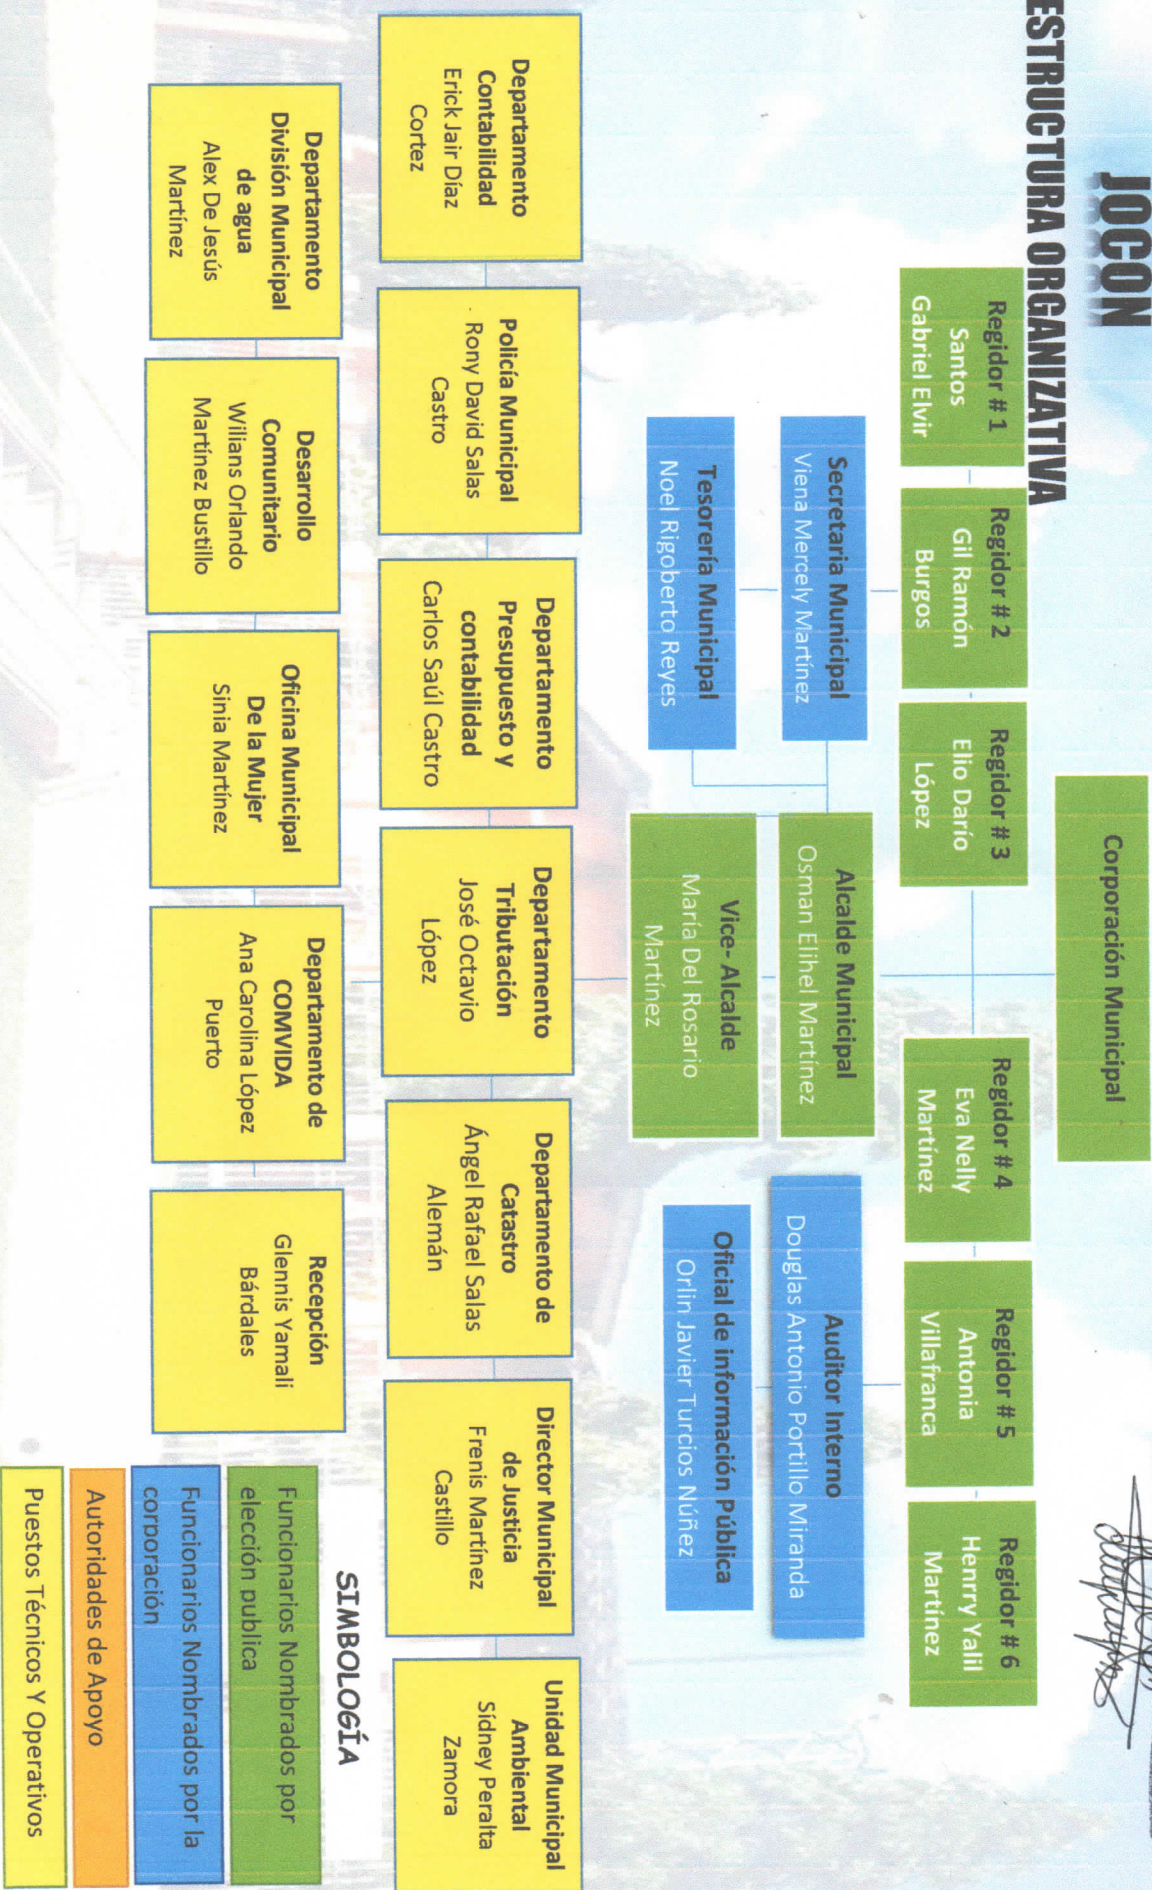 JOCON
ESTRUCTURA ORGANIZATIVA
Corporación Municipal
Regidor # 1
Santos
Gabriel Elvir
Regidor # 2
Gil Ramón
Burgos
Regidor # 3
Elio Darío
López
Regidor # 4
Eva Nelly
Martínez
Regidor # 5
Antonia
Villafranca
Regidor # 6
Henrry Yalil
Martínez
Secretaria Municipal
Viena Mercely Martínez
Alcalde Municipal
Osman Elihel Martínez
Auditor Interno
Douglas Antonio Portillo Miranda
Tesorería Municipal
Noel Rigoberto Reyes
Vice- Alcalde
María Del Rosario
Martínez
Oficial de información Pública
Orlin Javier Turcios Núñez
Departamento
Contabilidad
Erick Jair Díaz
Cortez
Policía Municipal
Rony David Salas
Castro
Departamento
Presupuesto y
contabilidad
Carlos Saúl Castro
Departamento
Tributación
José Octavio
López
Departamento de
Catastro
Ángel Rafael Salas
Alemán
Director Municipal
de Justicia
Frenis Martínez
Castillo
Unidad Municipal
Ambiental
Sídney Peralta
Zamora
Departamento
División Municipal
de agua
Alex De Jesús
Martínez
Desarrollo
Comunitario
Wilians Orlando
Martínez Bustillo
Oficina Municipal
De la Mujer
Sinia Martínez
Departamento de
COMVIDA
Ana Carolina López
Puerto
Recepción
Glennis Yamali
Bárdales
SIMBOLOGÍA
Funcionarios Nombrados por
elección publica
Funcionarios Nombrados por la
corporación
Autoridades de Apoyo
Puestos Técnicos Y Operativos